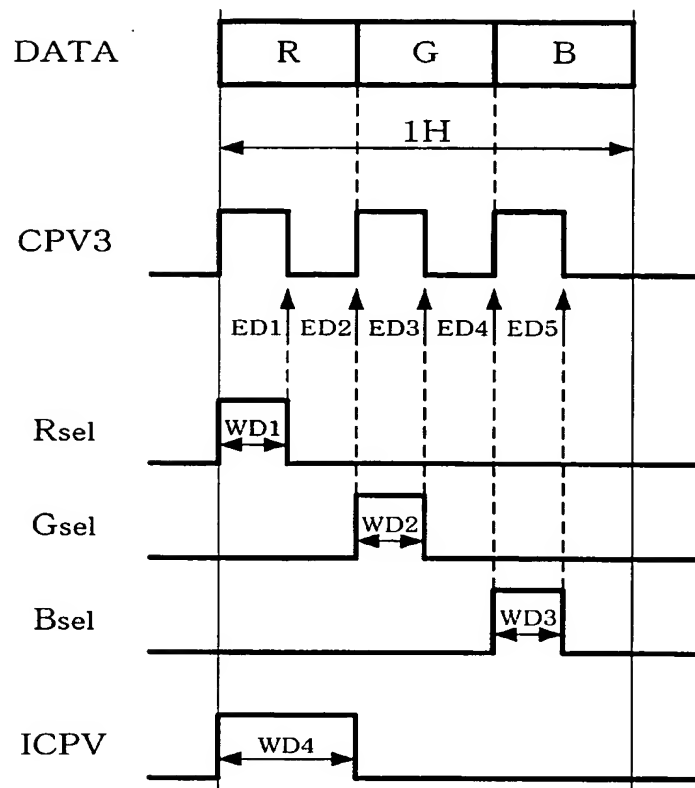 DATA R G B
1H
CPV3
ED1 ED2 ED3 ED4 ED5
Rsel WD1
Gsel WD2
Bsel WD3
ICPV WD4